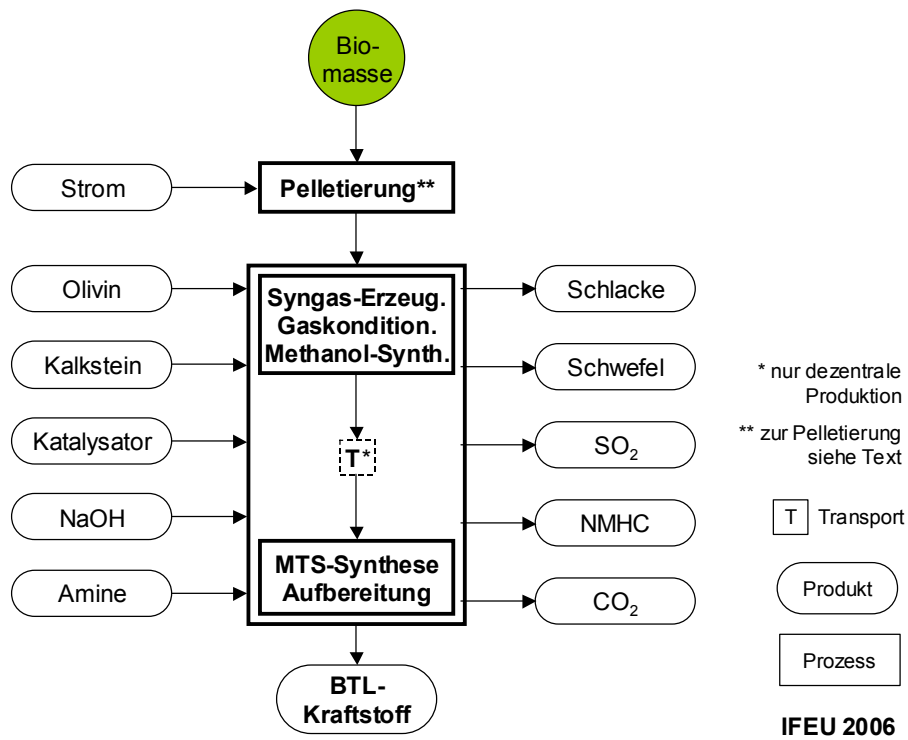 Bio-
masse
Strom
Pelletierung**
Olivin
Kalkstein
Katalysator
NaOH
Amine
Syngas-Erzeug.
Gaskondition.
Methanol-Synth.
T*
MTS-Synthese
Aufbereitung
Schlacke
Schwefel
SO₂
NMHC
CO₂
BTL-
Kraftstoff
* nur dezentrale
Produktion
** zur Pelletierung
siehe Text
T Transport
Produkt
Prozess
IFEU 2006